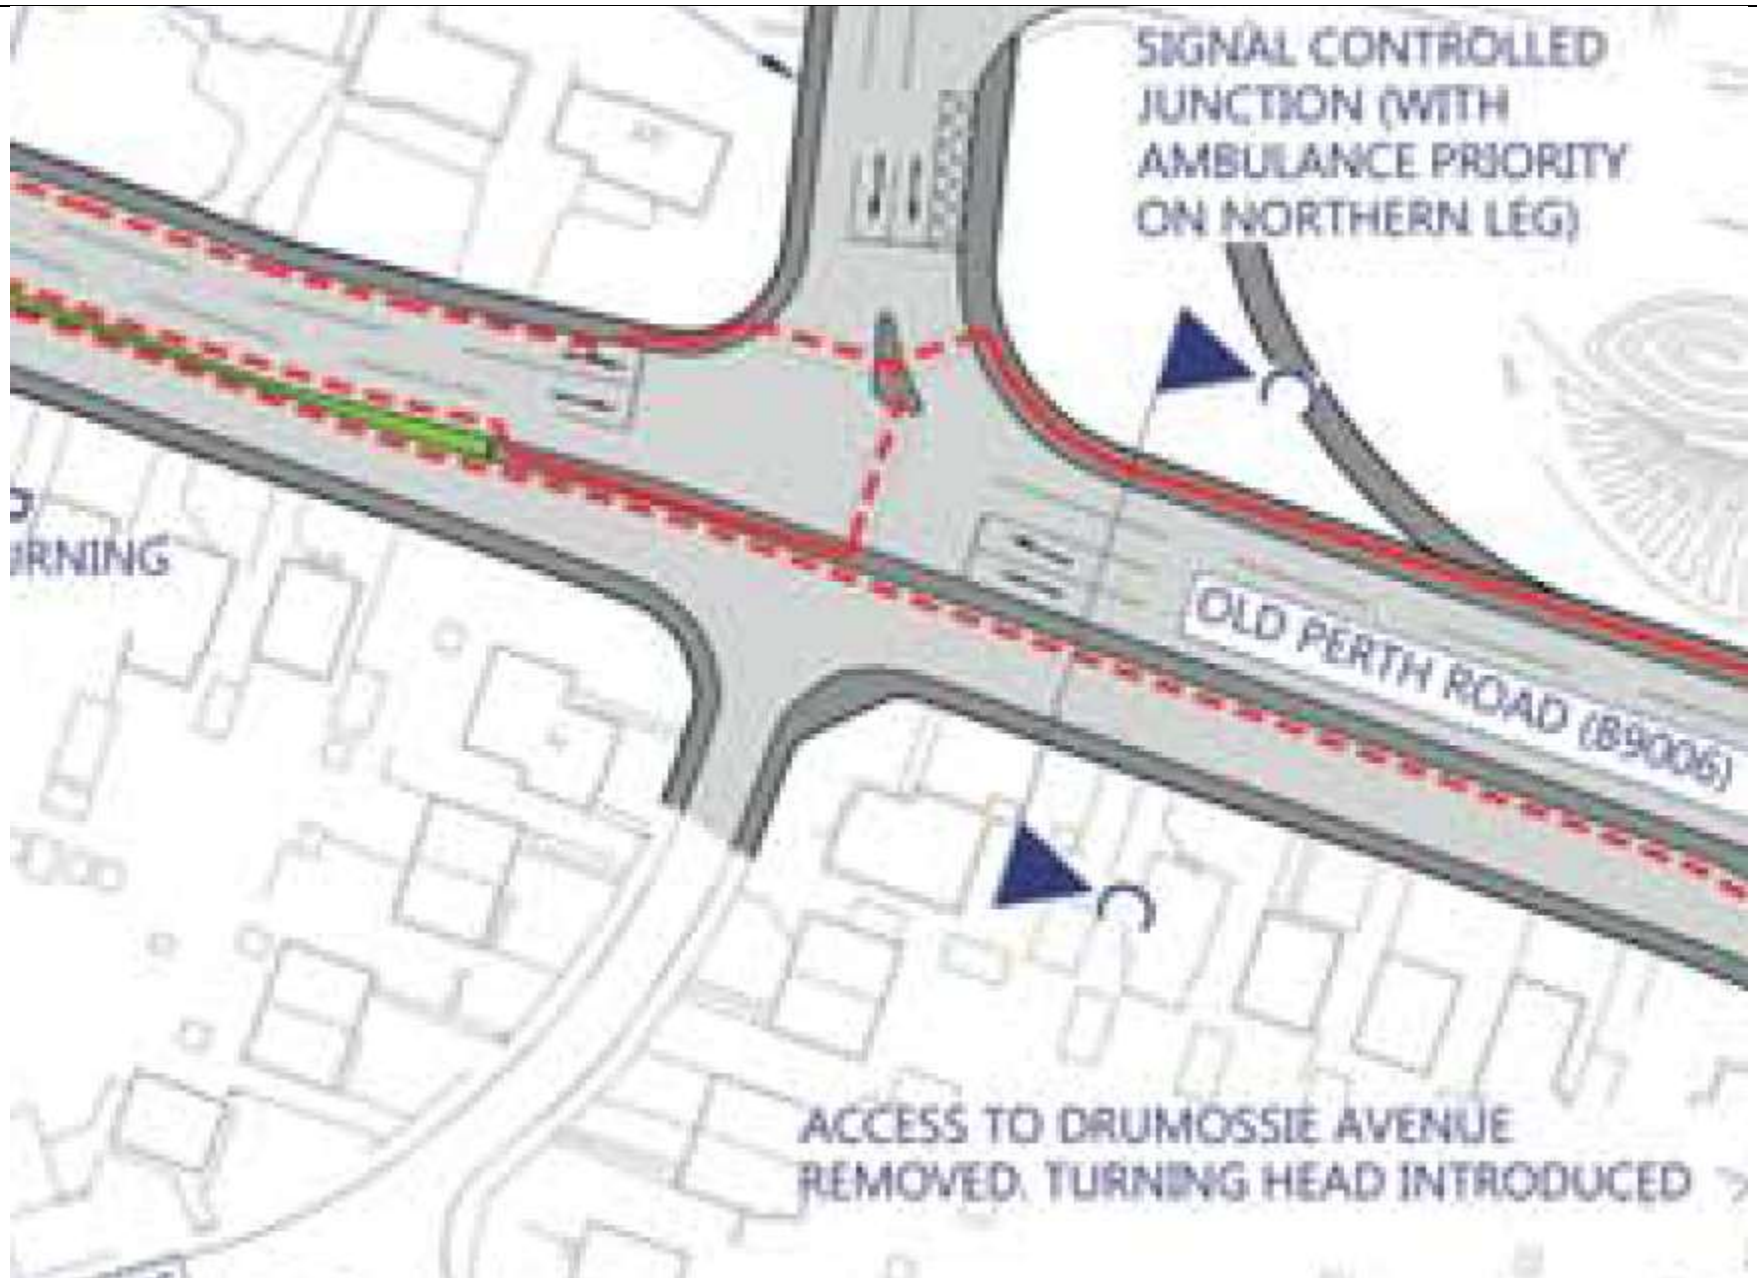 SIGNAL CONTROLLED
JUNCTION (WITH
AMBULANCE PRIORITY
ON NORTHERN LEG)
OLD PERTH ROAD (B9006)
URNING
ACCESS TO DRUMOSSIE AVENUE
REMOVED. TURNING HEAD INTRODUCED